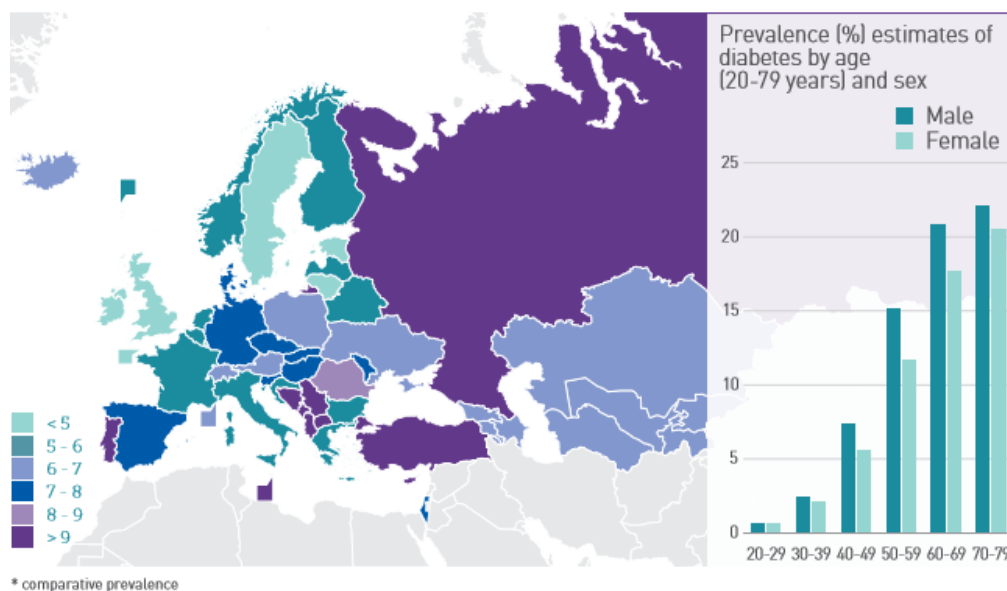 Prevalence (%) estimates of
diabetes by age
(20-79 years) and sex
Male
Female
25
20
15
10
5
0
20-29 30-39 40-49 50-59 60-69 70-79
< 5
5 - 6
6 - 7
7 - 8
8 - 9
> 9
* comparative prevalence